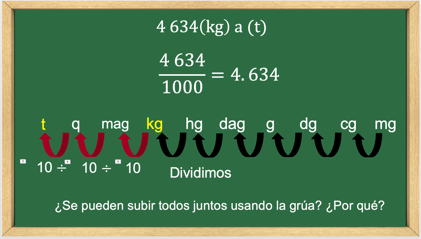 4 634(kg) a (t)
4 634
1000
= 4. 634
t q mag kg hg dag g dg cg mg
10 ÷ 10 ÷ 10
Dividimos
¿Se pueden subir todos juntos usando la grúa? ¿Por qué?